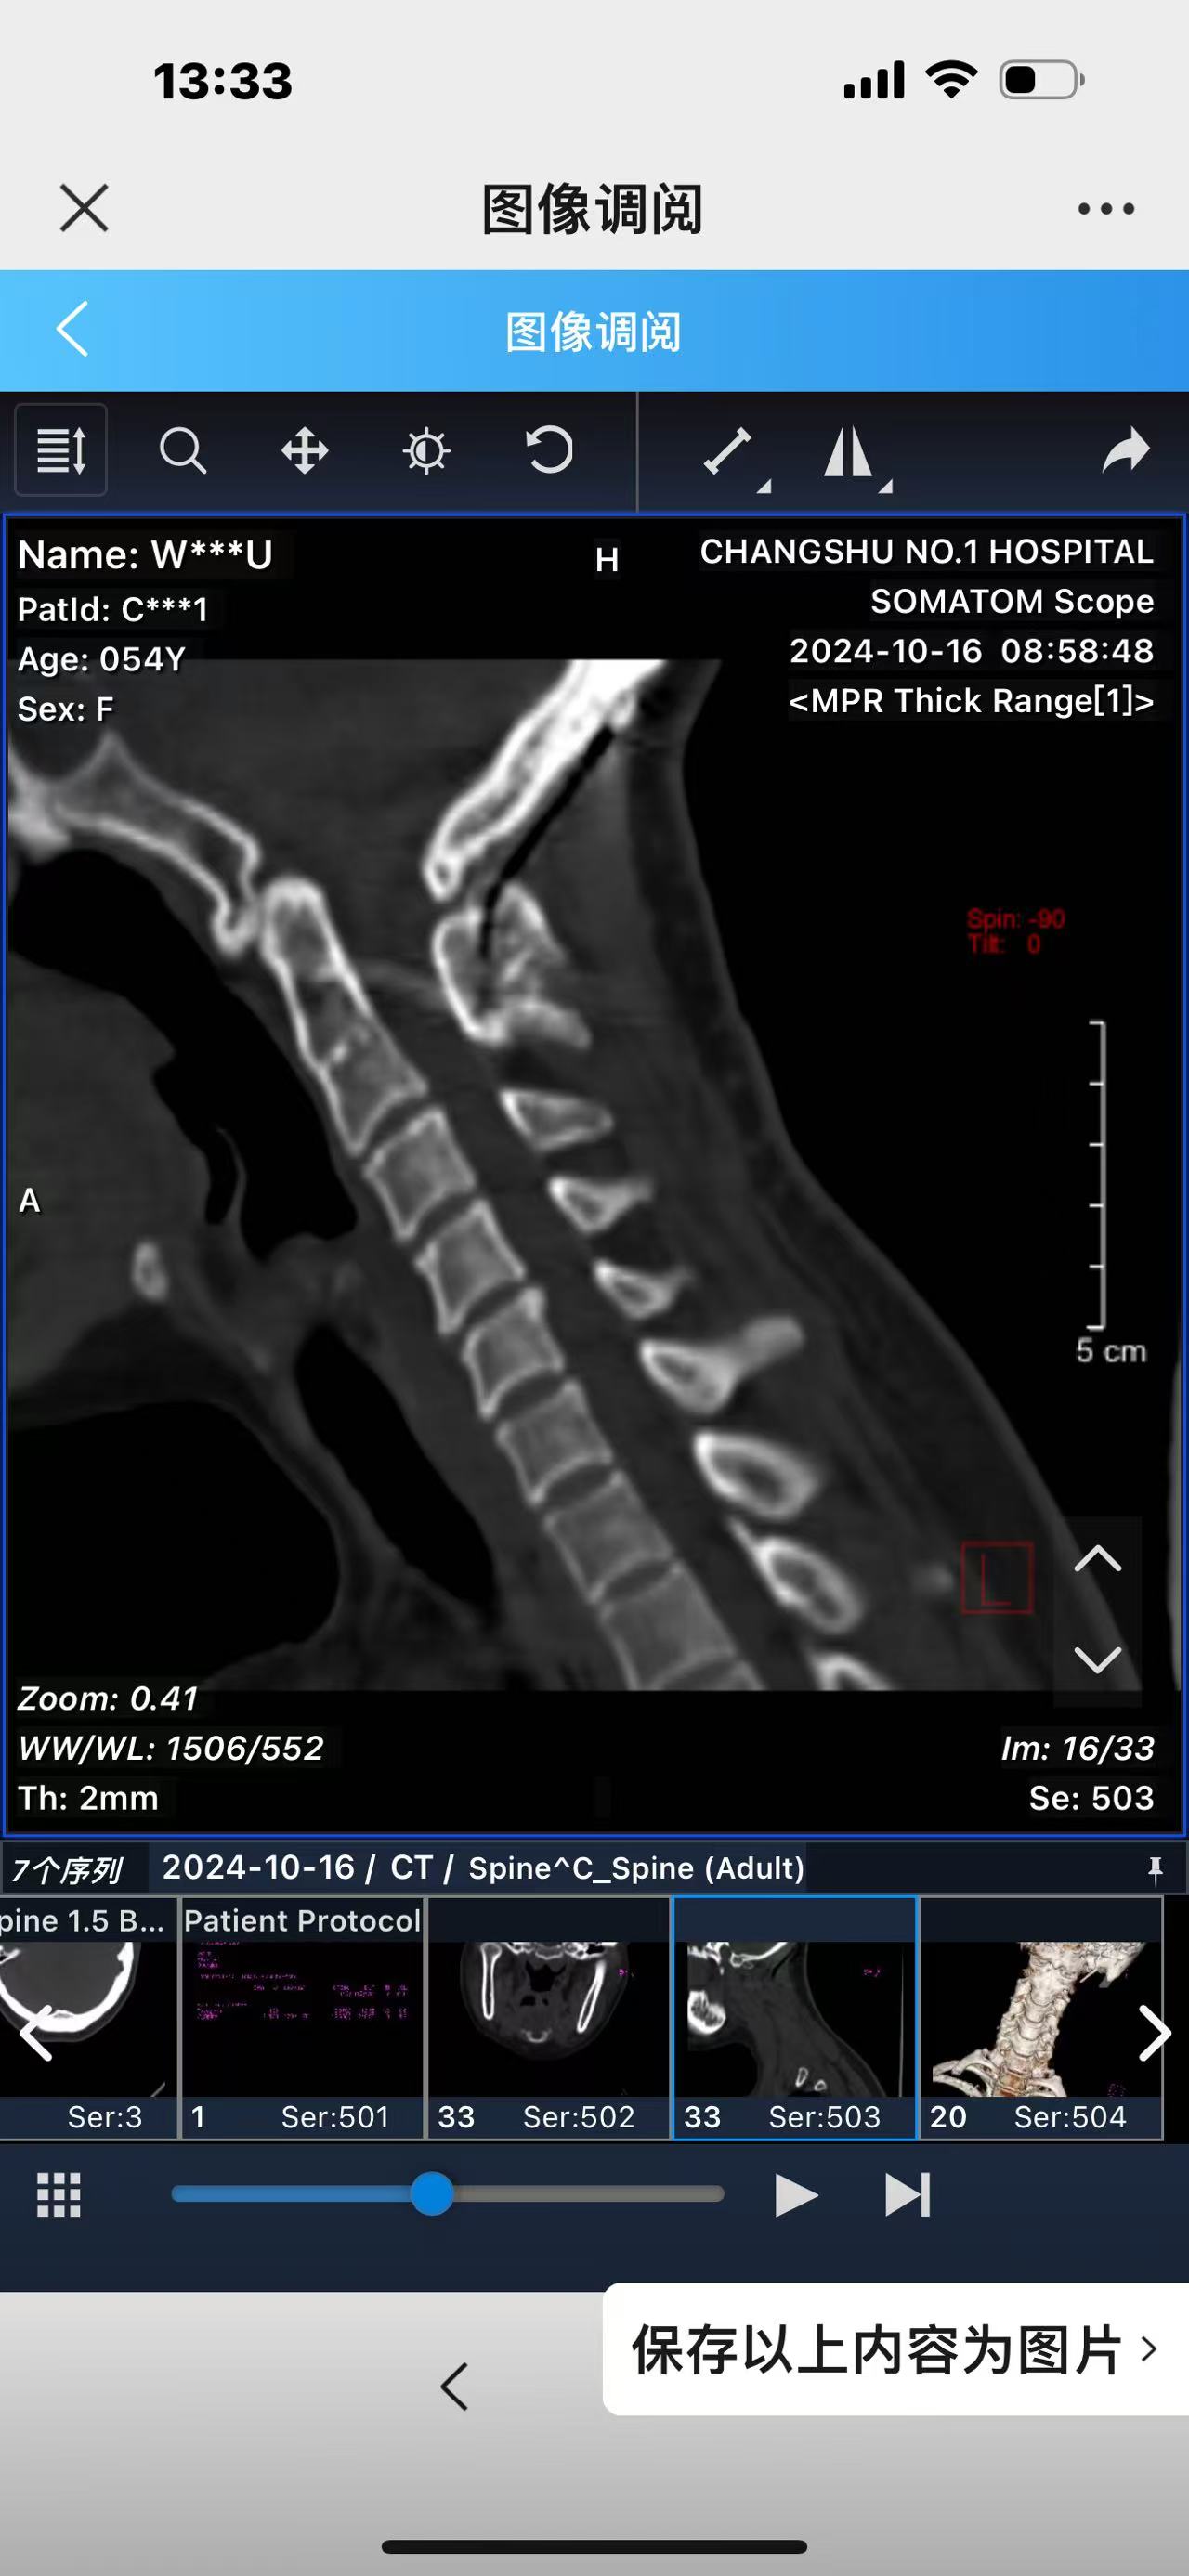 13:33
图像调阅
图像调阅
Name: W***U
PatId: C***1
Age: 054Y
Sex: F
H
CHANGSHU NO.1 HOSPITAL
SOMATOM Scope
2024-10-16 08:58:48
<MPR Thick Range[1]>
Spin: -90
Tilt: 0
A
5 cm
L
Zoom: 0.41
WW/WL: 1506/552
Th: 2mm
Im: 16/33
Se: 503
7个序列
2024-10-16 / CT / Spine^C_Spine (Adult)
pine 1.5 B...
Patient Protocol
Ser:3
1 Ser:501
33 Ser:502
33 Ser:503
20 Ser:504
保存以上内容为图片